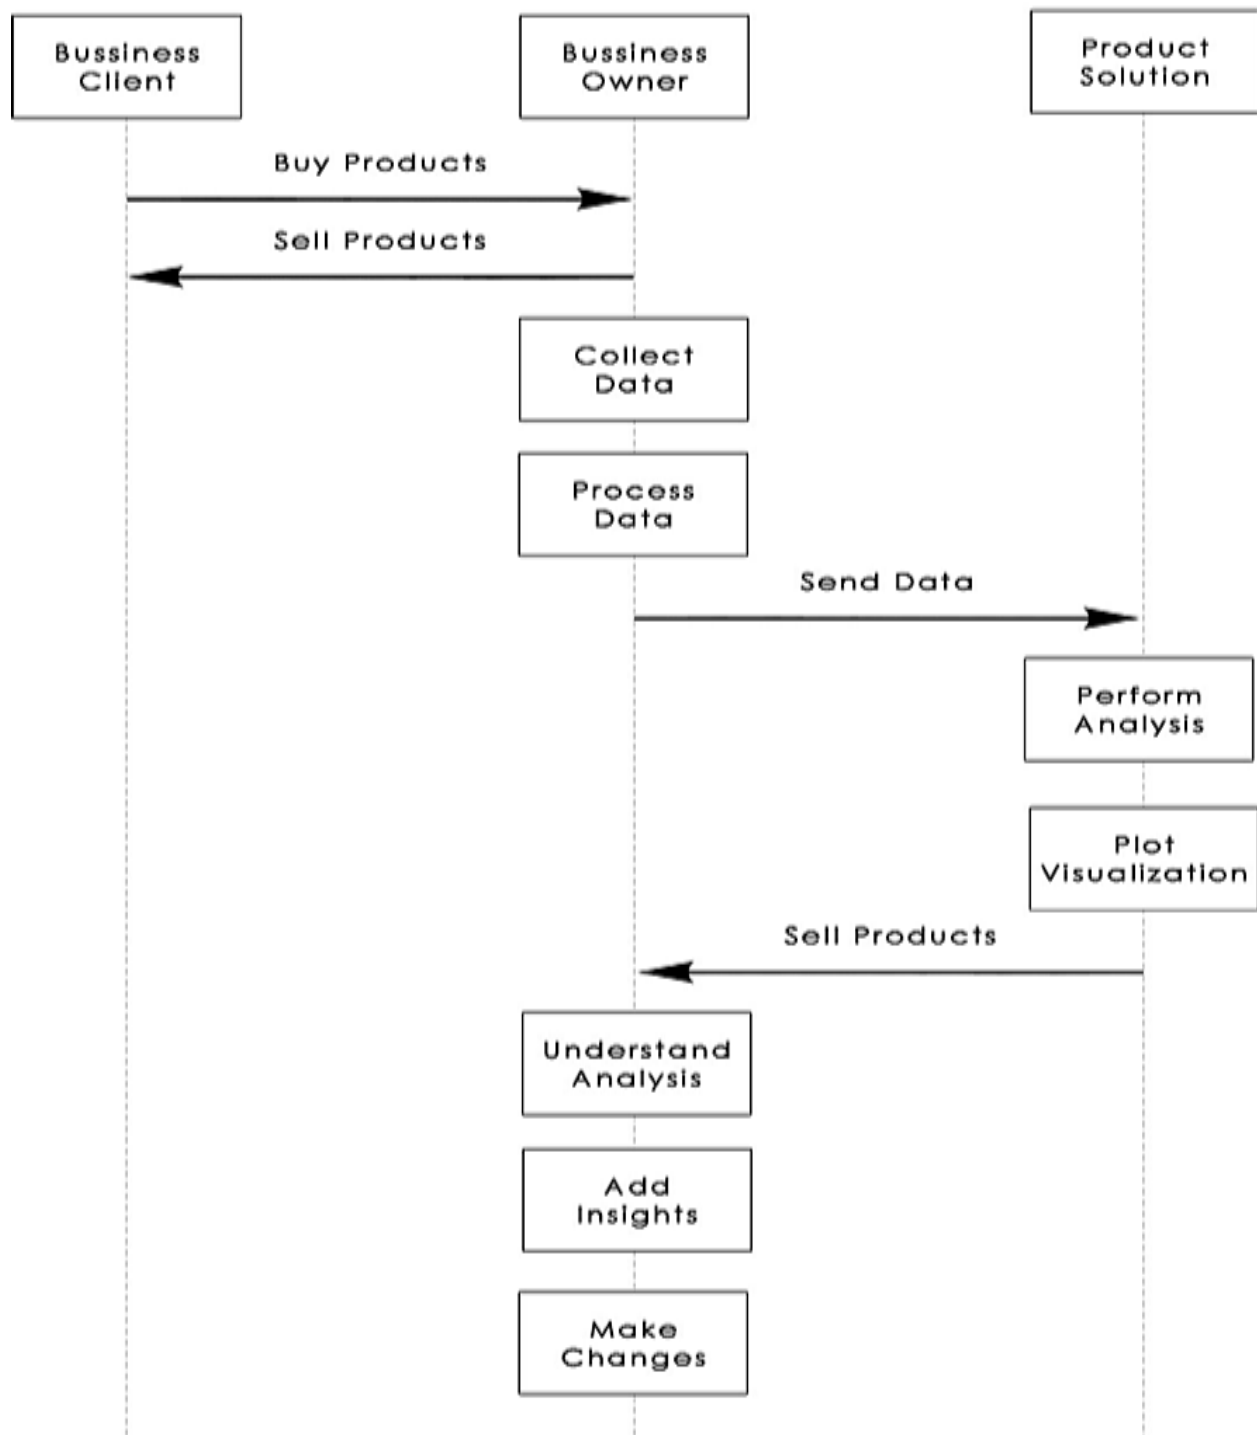 Bussiness
Client
Bussiness
Owner
Product
Solution
Buy Products
Sell Products
Collect
Data
Process
Data
Send Data
Perform
Analysis
Plot
Visualization
Sell Products
Understand
Analysis
Add
Insights
Make
Changes